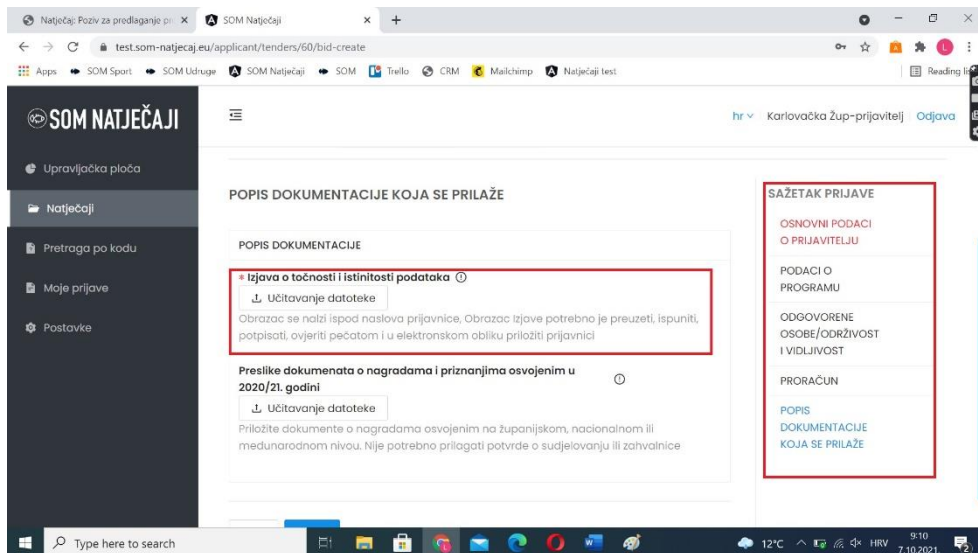 Natječaj: Poziv za predlaganje pr
SOM Natječaji
test.som-natjecaj.eu/applicant/tenders/60/bid-create
Apps SOM Sport SOM Udruge SOM Natječaji SOM Trello CRM Mailchimp Natječaji test Reading
SOM NATJEČAJI
hr Karlovačka Žup-prijavitelj Odjava
Upravljačka ploča
Natječaji
Pretraga po kodu
Moje prijave
Postavke
POPIS DOKUMENTACIJE KOJA SE PRILAŽE
POPIS DOKUMENTACIJE
* Izjava o točnosti i istinitosti podataka
Učitavanje datoteke
Obrazac se nalzi ispod naslova prijavnice, Obrazac Izjave potrebno je preuzeti, ispuniti,
potpisati, ovjeriti pečatom i u elektronskom obliku priložiti prijavnici
Preslike dokumenata o nagradama i priznanjima osvojenim u
2020/21. godini
Učitavanje datoteke
Priložite dokumente o nagradama osvojenim na županijskom, nacionalnom ili
međunarodnom nivou. Nije potrebno prilagati potvrde o sudjelovanju ili zahvalnice
SAŽETAK PRIJAVE
OSNOVNI PODACI
O PRIJAVITELJU
PODACI O
PROGRAMU
ODGOVORENE
OSOBE/ODRŽIVOST
I VIDLJIVOST
PRORAČUN
POPIS
DOKUMENTACIJE
KOJA SE PRILAŽE
Type here to search
12°C HRV
9:10
7.10.2021.